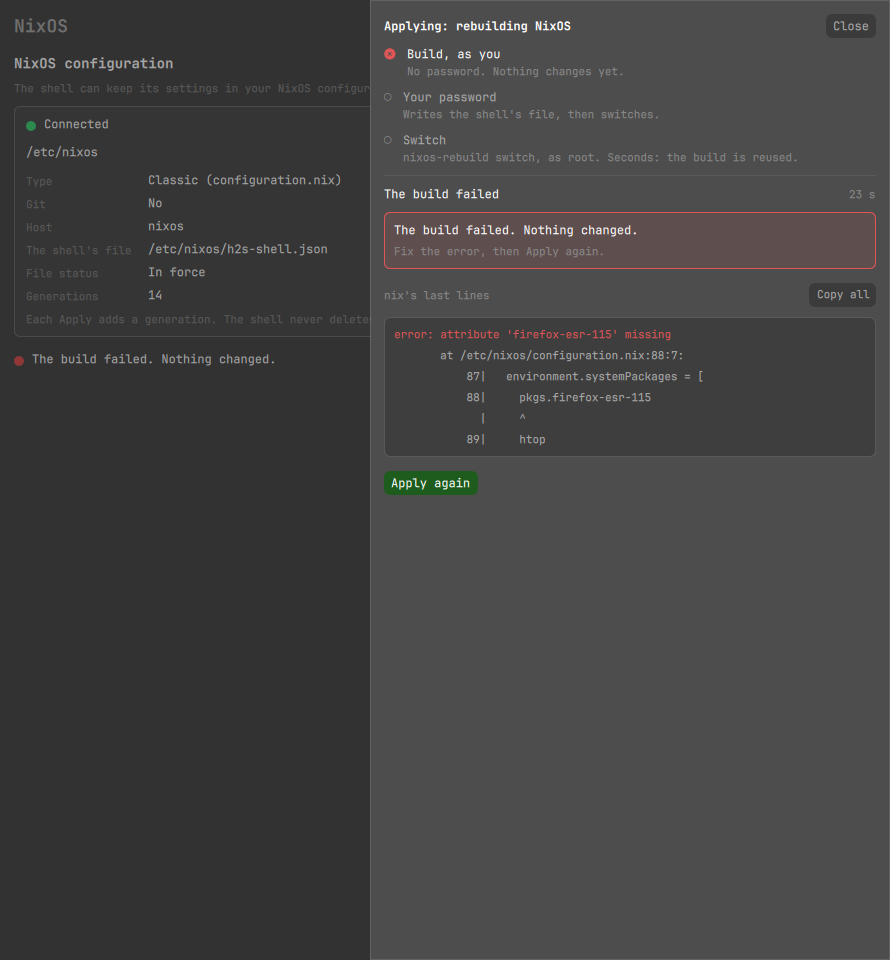 NixOS
NixOS configuration
The shell can keep its settings in your NixOS configur
Connected
/etc/nixos
Type Classic (configuration.nix)
Git No
Host nixos
The shell's file /etc/nixos/h2s-shell.json
File status In force
Generations 14
Each Apply adds a generation. The shell never delete
The build failed. Nothing changed.
Applying: rebuilding NixOS
Close
Build, as you
No password. Nothing changes yet.
Your password
Writes the shell's file, then switches.
Switch
nixos-rebuild switch, as root. Seconds: the build is reused.
The build failed 23 s
The build failed. Nothing changed.
Fix the error, then Apply again.
nix's last lines
Copy all
error: attribute 'firefox-esr-115' missing
at /etc/nixos/configuration.nix:88:7:
87| environment.systemPackages = [
88| pkgs.firefox-esr-115
| ^
89| htop
Apply again